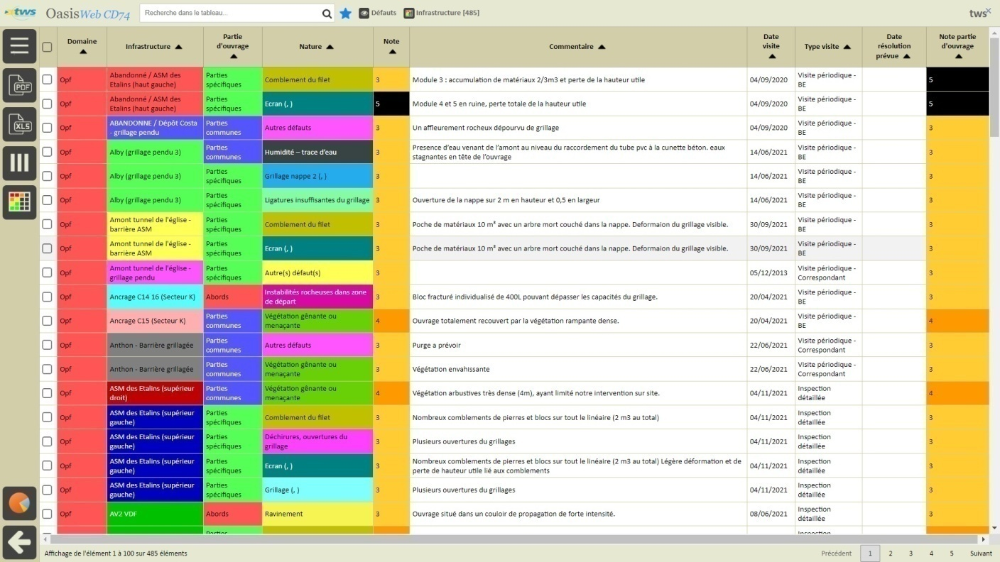 tws OasisWeb CD74 Recherche dans le tableau... Défauts Infrastructure [485] tws
Domaine Infrastructure Partie d'ouvrage Nature Note Commentaire Date visite Type visite Date résolution prévue Note partie d'ouvrage
PDF
XLS
Opf Abandonné / ASM des Etalins (haut gauche) Parties spécifiques Comblement du filet 3 Module 3 : accumulation de matériaux 2/3m3 et perte de la hauteur utile 04/09/2020 Visite périodique - BE 5
Opf Abandonné / ASM des Etalins (haut gauche) Parties spécifiques Ecran (, ) 5 Module 4 et 5 en ruine, perte totale de la hauteur utile 04/09/2020 Visite périodique - BE 5
Opf ABANDONNE / Dépôt Costa - grillage pendu Parties communes Autres défauts 3 Un affleurement rocheux dépourvu de grillage 04/09/2020 Visite périodique - BE 3
Opf Alby (grillage pendu 3) Parties communes Humidité – trace d'eau 3 Presence d'eau venant de l'amont au niveau du raccordement du tube pvc à la cunette béton. eaux stagnantes en tête de l'ouvrage 14/06/2021 Visite périodique - BE 3
Opf Alby (grillage pendu 3) Parties spécifiques Grillage nappe 2 (, ) 3 14/06/2021 Visite périodique - BE 3
Opf Alby (grillage pendu 3) Parties spécifiques Ligatures insuffisantes du grillage 3 Ouverture de la nappe sur 2 m en hauteur et 0,5 en largeur 14/06/2021 Visite périodique - BE 3
Opf Amont tunnel de l'église - barrière ASM Parties spécifiques Comblement du filet 3 Poche de matériaux 10 m³ avec un arbre mort couché dans la nappe. Deformaion du grillage visible. 30/09/2021 Visite périodique - BE 3
Opf Amont tunnel de l'église - barrière ASM Parties spécifiques Ecran (, ) 3 Poche de matériaux 10 m³ avec un arbre mort couché dans la nappe. Deformaion du grillage visible. 30/09/2021 Visite périodique - BE 3
Opf Amont tunnel de l'église - grillage pendu Parties spécifiques Autre(s) défaut(s) 3 05/12/2013 Visite périodique - Correspondant 3
Opf Ancrage C14 16 (Secteur K) Abords Instabilités rocheuses dans zone de départ 3 Bloc fracturé individualisé de 400L pouvant dépasser les capacités du grillage. 20/04/2021 Visite périodique - BE 3
Opf Ancrage C15 (Secteur K) Parties communes Végétation gênante ou menaçante 4 Ouvrage totalement recouvert par la végétation rampante dense. 20/04/2021 Visite périodique - BE 4
Opf Anthon - Barrière grillagée Parties communes Autres défauts 3 Purge a prévoir 22/06/2021 Visite périodique - Correspondant 3
Opf Anthon - Barrière grillagée Parties communes Végétation gênante ou menaçante 3 Végétation envahissante 22/06/2021 Visite périodique - Correspondant 3
Opf ASM des Etalins (supérieur droit) Parties communes Végétation gênante ou menaçante 4 Végétation arbustives très dense (4m), ayant limité notre intervention sur site. 04/11/2021 Inspection détaillée 4
Opf ASM des Etalins (supérieur gauche) Parties spécifiques Comblement du filet 3 Nombreux comblements de pierres et blocs sur tout le linéaire (2 m3 au total) 04/11/2021 Inspection détaillée 3
Opf ASM des Etalins (supérieur gauche) Parties spécifiques Déchirures, ouvertures du grillage 3 Plusieurs ouvertures du grillages 04/11/2021 Inspection détaillée 3
Opf ASM des Etalins (supérieur gauche) Parties spécifiques Ecran (, ) 3 Nombreux comblements de pierres et blocs sur tout le linéaire (2 m3 au total) Légère déformation et de perte de hauteur utile lié aux comblements 04/11/2021 Inspection détaillée 3
Opf ASM des Etalins (supérieur gauche) Parties spécifiques Grillage (, ) 3 Plusieurs ouvertures du grillages 04/11/2021 Inspection détaillée 3
Opf AV2 VDF Abords Ravinement 3 Ouvrage situé dans un couloir de propagation de forte intensité. 08/06/2021 Inspection détaillée 3
Parties Inspection
Affichage de l'élément 1 à 100 sur 485 éléments Précédent 1 2 3 4 5 Suivant